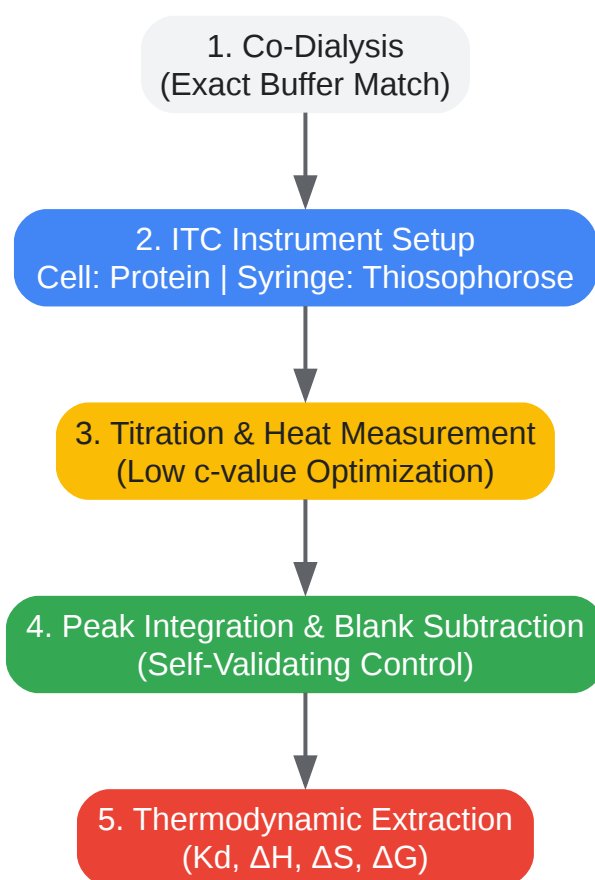 1. Co-Dialysis
(Exact Buffer Match)
2. ITC Instrument Setup
Cell: Protein | Syringe: Thiosophorose
3. Titration & Heat Measurement
(Low c-value Optimization)
4. Peak Integration & Blank Subtraction
(Self-Validating Control)
5. Thermodynamic Extraction
(Kd, ΔH, ΔS, ΔG)